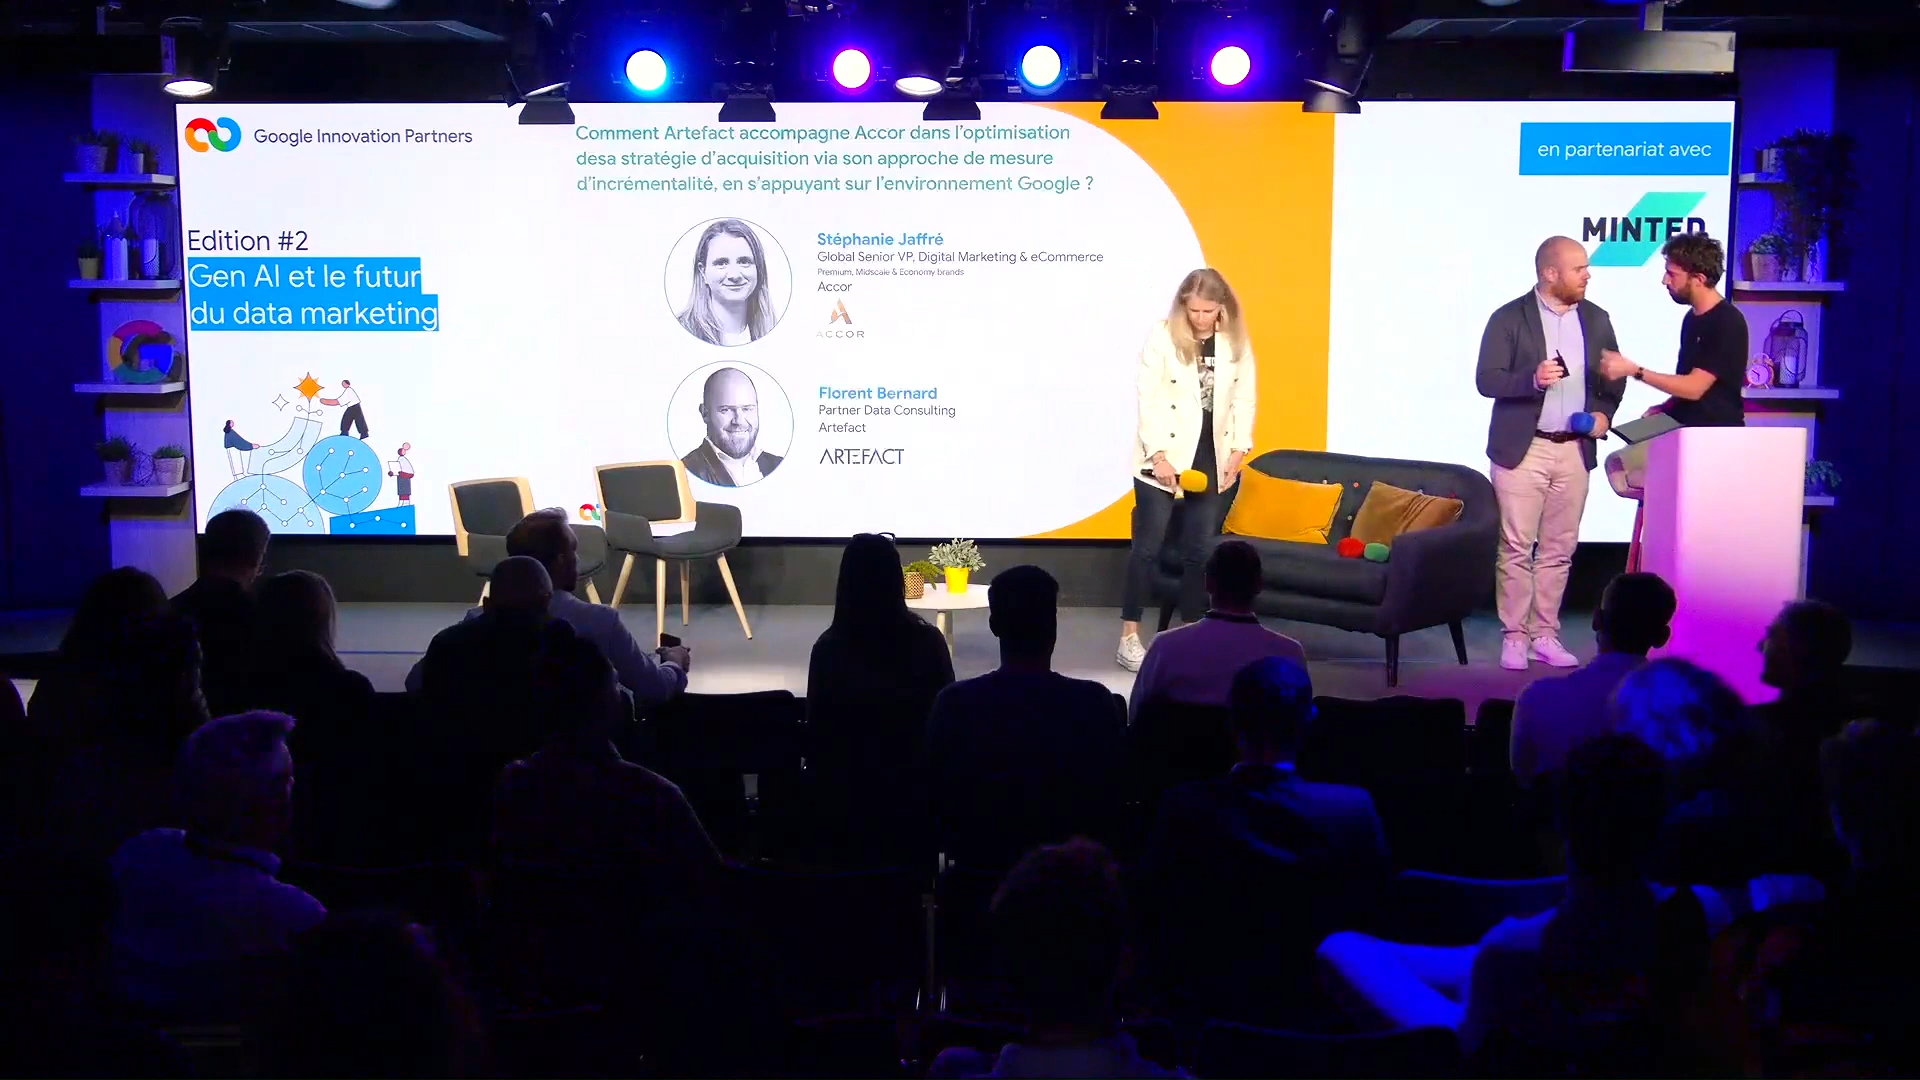 Google Innovation Partners
Edition #2
Gen AI et le futur
du data marketing
Comment Artefact accompagne Accor dans l'optimisation
desa stratégie d'acquisition via son approche de mesure
d'incrémentalité, en s'appuyant sur l'environnement Google ?
Stéphanie Jaffré
Global Senior VP, Digital Marketing & eCommerce
Premium, Midscale & Economy brands
Accor
ACCOR
Florent Bernard
Partner Data Consulting
Artefact
ARTEFACT
en partenariat avec
MINTED